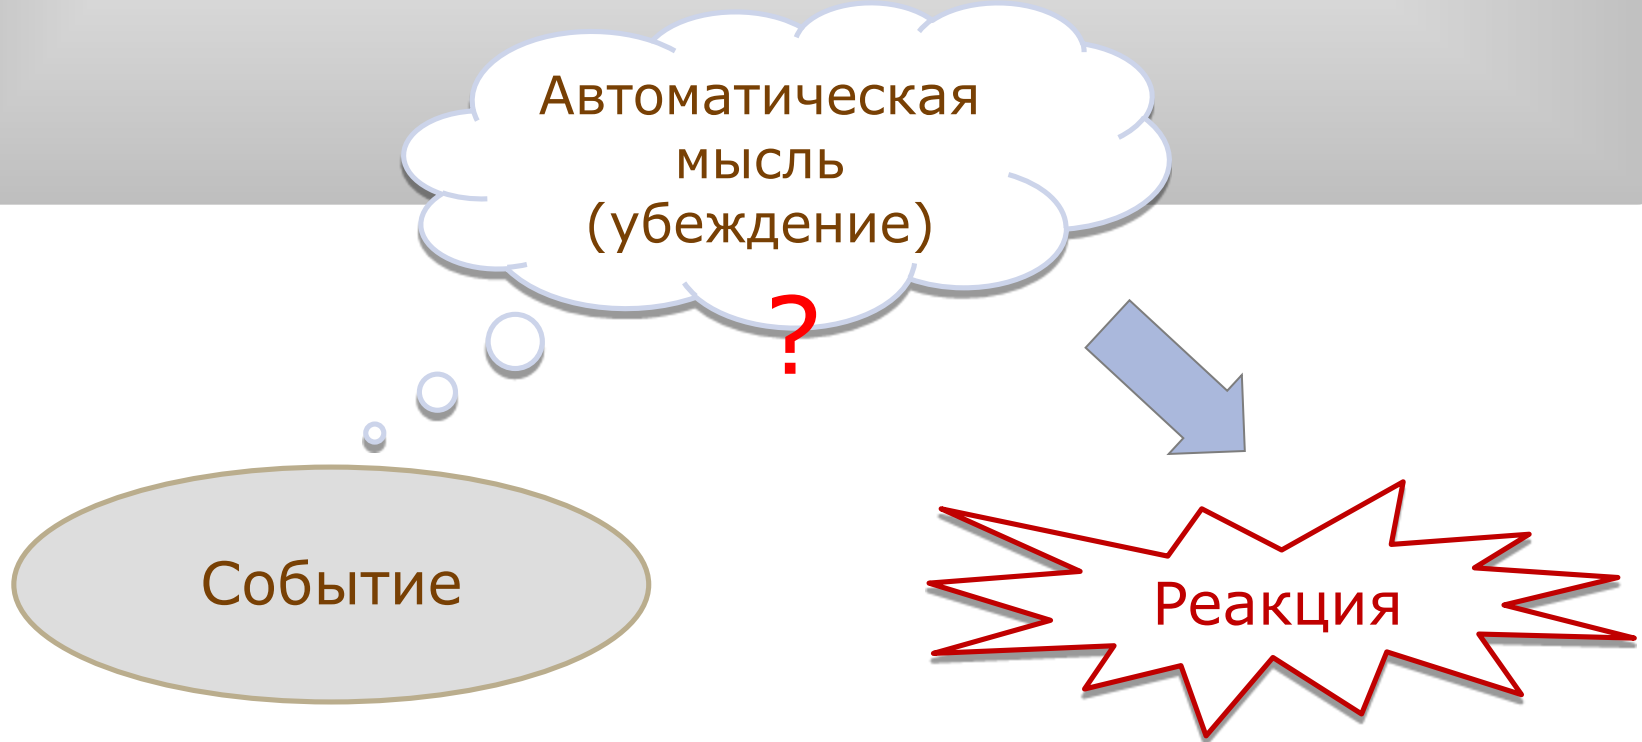 Автоматическая
мысль
(убеждение)
?
Событие
Реакция